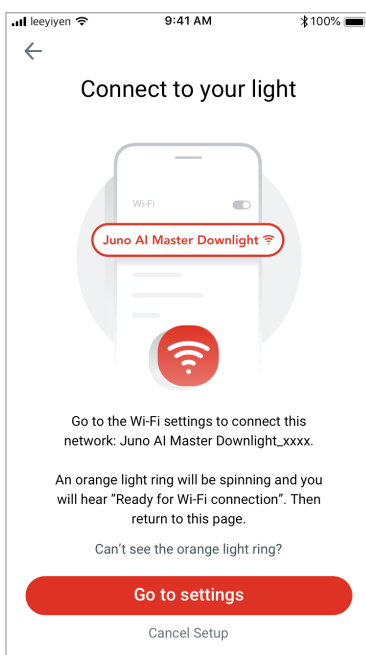 leeyiyen 9:41 AM 100%
Connect to your light
Wi-Fi
Juno AI Master Downlight
Go to the Wi-Fi settings to connect this
network: Juno AI Master Downlight_xxxx.
An orange light ring will be spinning and you
will hear ”Ready for Wi-Fi connection”. Then
return to this page.
Can’t see the orange light ring?
Go to settings
Cancel Setup